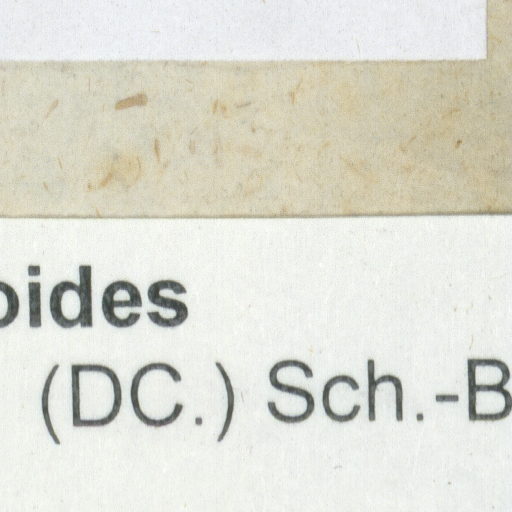 oides
(DC.) Sch.-B